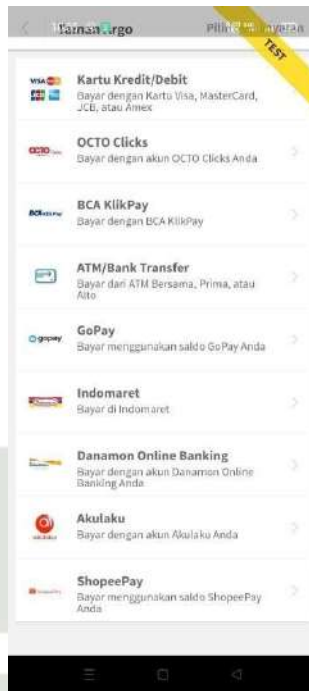 Taman Argo
TEST
VISA
Kartu Kredit/Debit
Bayar dengan Kartu Visa, MasterCard,
JCB, atau Amex
OCTO
OCTO Clicks
Bayar dengan akun OCTO Clicks Anda
BCA KlikPay
Bayar dengan BCA KlikPay
ATM/Bank Transfer
Bayar dari ATM Bersama, Prima, atau
Alto
gopay
GoPay
Bayar menggunakan saldo GoPay Anda
Indomaret
Bayar di Indomaret
Danamon Online Banking
Bayar dengan akun Danamon Online
Banking Anda
Akulaku
Bayar dengan akun Akulaku Anda
ShopeePay
Bayar menggunakan saldo ShopeePay
Anda